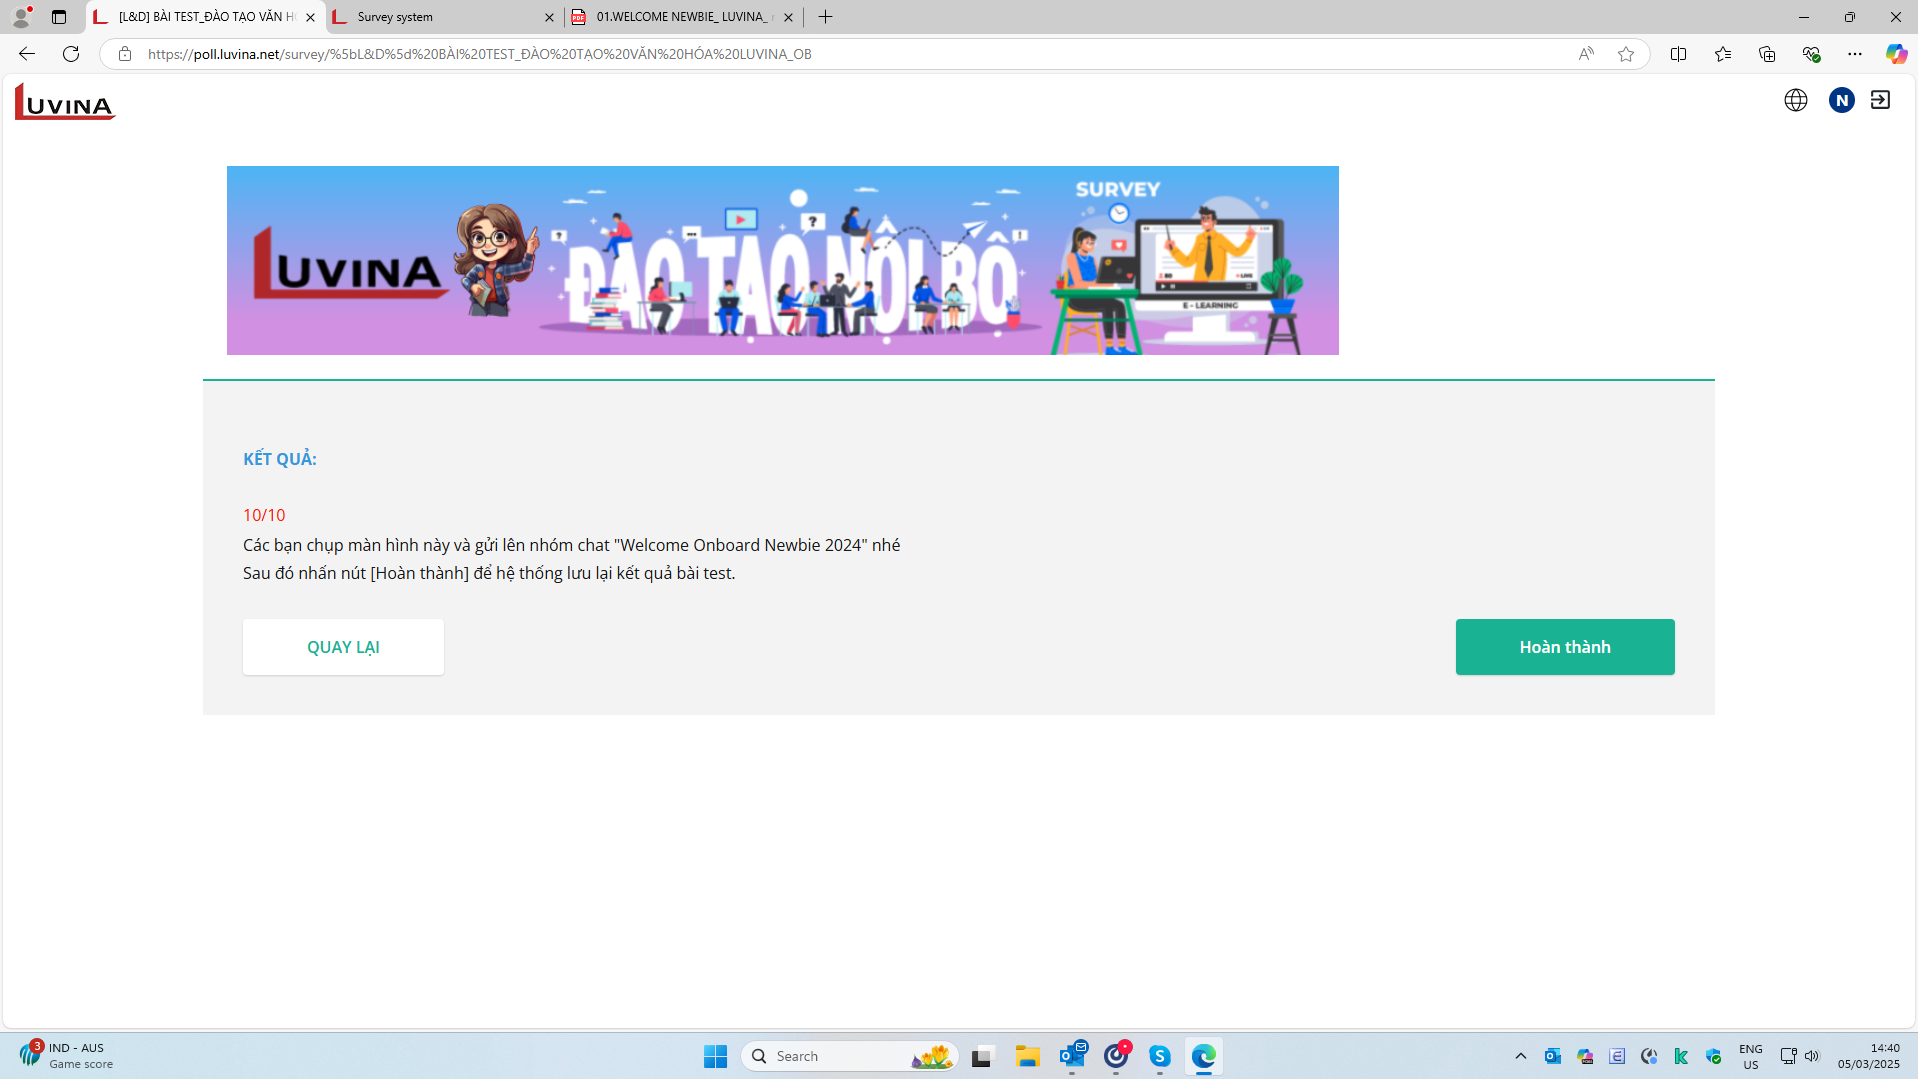 [L&D] BÀI TEST_ĐÀO TẠO VĂN HÓ
Survey system
01.WELCOME NEWBIE_ LUVINA_
https://poll.luvina.net/survey/%5bL&D%5d%20BÀI%20TEST_ĐÀO%20TẠO%20VĂN%20HÓA%20LUVINA_OB
LUVINA
N
SURVEY
LUVINA
ĐÀO TẠO NỘI BỘ
LIVE
E - LEARNING
KẾT QUẢ:
10/10
Các bạn chụp màn hình này và gửi lên nhóm chat "Welcome Onboard Newbie 2024" nhé
Sau đó nhấn nút [Hoàn thành] để hệ thống lưu lại kết quả bài test.
QUAY LẠI
Hoàn thành
3
IND - AUS
Game score
Search
ENG
US
14:40
05/03/2025